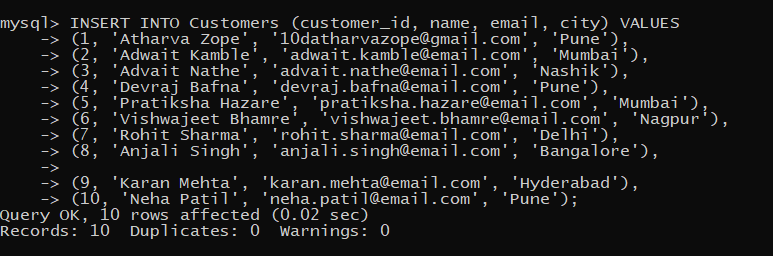 mysql> INSERT INTO Customers (customer_id, name, email, city) VALUES
    -> (1, 'Atharva Zope', '10datharvazope@gmail.com', 'Pune'),
    -> (2, 'Adwait Kamble', 'adwait.kamble@email.com', 'Mumbai'),
    -> (3, 'Advait Nathe', 'advait.nathe@email.com', 'Nashik'),
    -> (4, 'Devraj Bafna', 'devraj.bafna@email.com', 'Pune'),
    -> (5, 'Pratiksha Hazare', 'pratiksha.hazare@email.com', 'Mumbai'),
    -> (6, 'Vishwajeet Bhamre', 'vishwajeet.bhamre@email.com', 'Nagpur'),
    -> (7, 'Rohit Sharma', 'rohit.sharma@email.com', 'Delhi'),
    -> (8, 'Anjali Singh', 'anjali.singh@email.com', 'Bangalore'),
    ->
    -> (9, 'Karan Mehta', 'karan.mehta@email.com', 'Hyderabad'),
    -> (10, 'Neha Patil', 'neha.patil@email.com', 'Pune');
Query OK, 10 rows affected (0.02 sec)
Records: 10  Duplicates: 0  Warnings: 0